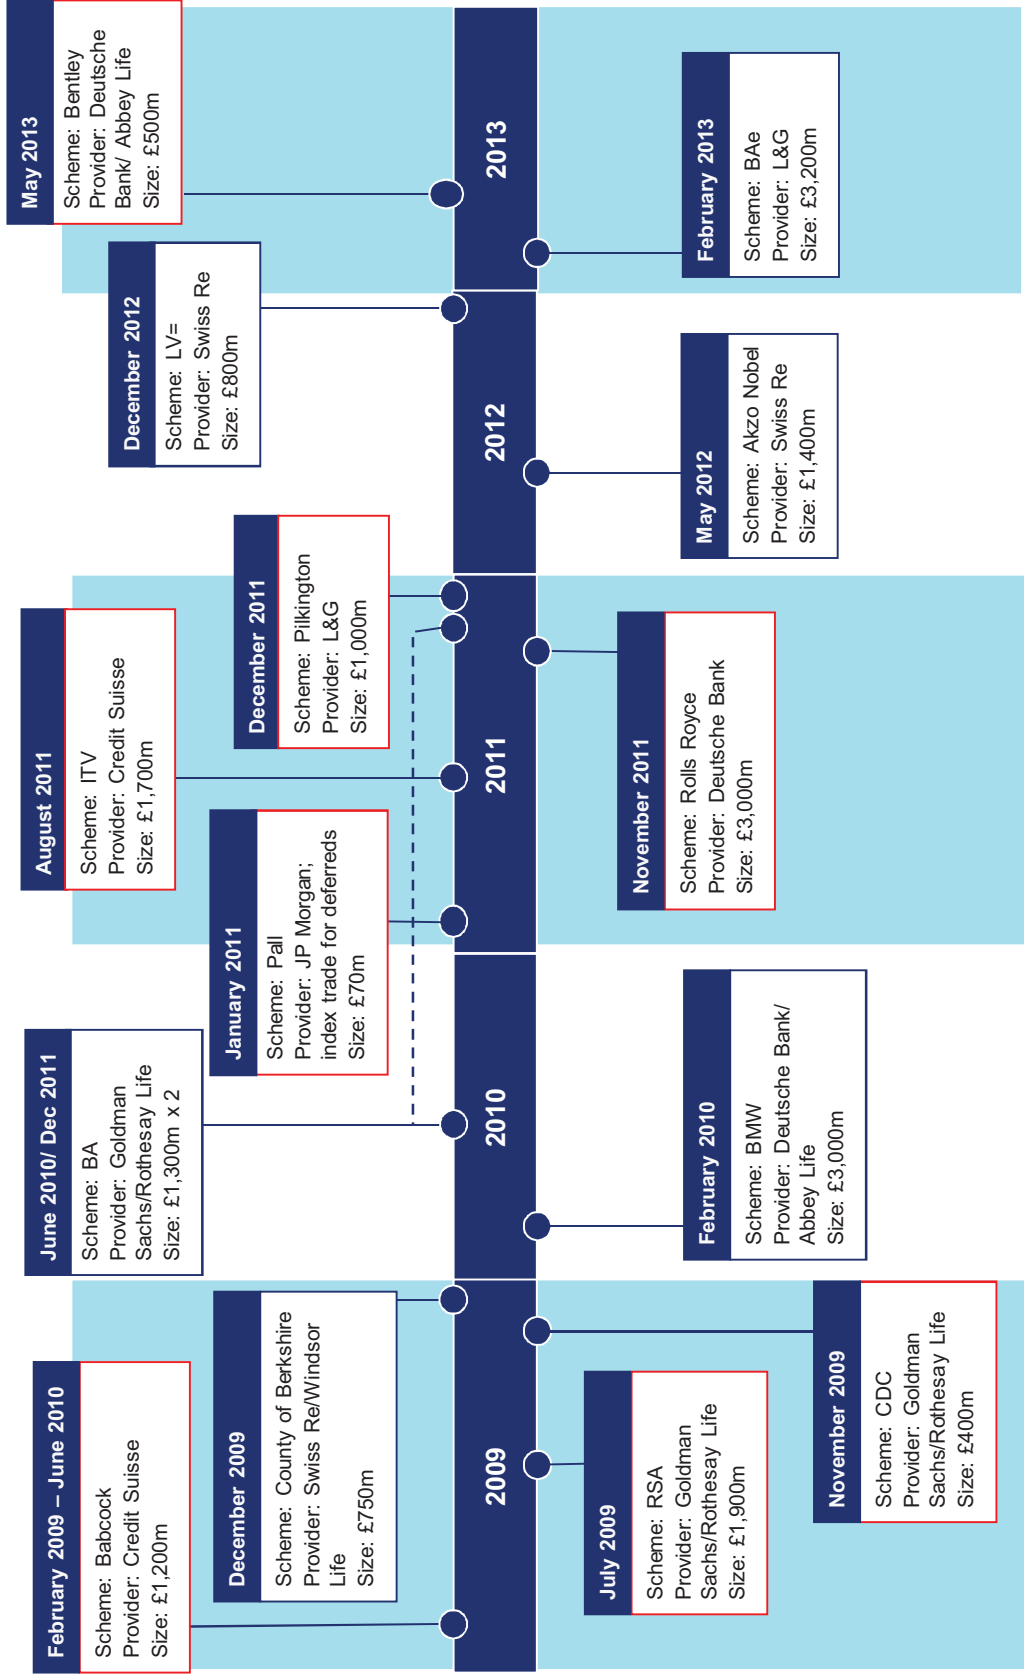 February 2009 – June 2010
Scheme: Babcock
Provider: Credit Suisse
Size: £1,200m
December 2009
Scheme: County of Berkshire
Provider: Swiss Re/Windsor
Life
Size: £750m
June 2010/ Dec 2011
Scheme: BA
Provider: Goldman
Sachs/Rothesay Life
Size: £1,300m x 2
January 2011
Scheme: Pall
Provider: JP Morgan;
index trade for deferreds
Size: £70m
August 2011
Scheme: ITV
Provider: Credit Suisse
Size: £1,700m
December 2011
Scheme: Pilkington
Provider: L&G
Size: £1,000m
December 2012
Scheme: LV=
Provider: Swiss Re
Size: £800m
May 2013
Scheme: Bentley
Provider: Deutsche
Bank/ Abbey Life
Size: £500m
2009
2010
2011
2012
2013
July 2009
Scheme: RSA
Provider: Goldman
Sachs/Rothesay Life
Size: £1,900m
November 2009
Scheme: CDC
Provider: Goldman
Sachs/Rothesay Life
Size: £400m
February 2010
Scheme: BMW
Provider: Deutsche Bank/
Abbey Life
Size: £3,000m
November 2011
Scheme: Rolls Royce
Provider: Deutsche Bank
Size: £3,000m
May 2012
Scheme: Akzo Nobel
Provider: Swiss Re
Size: £1,400m
February 2013
Scheme: BAe
Provider: L&G
Size: £3,200m